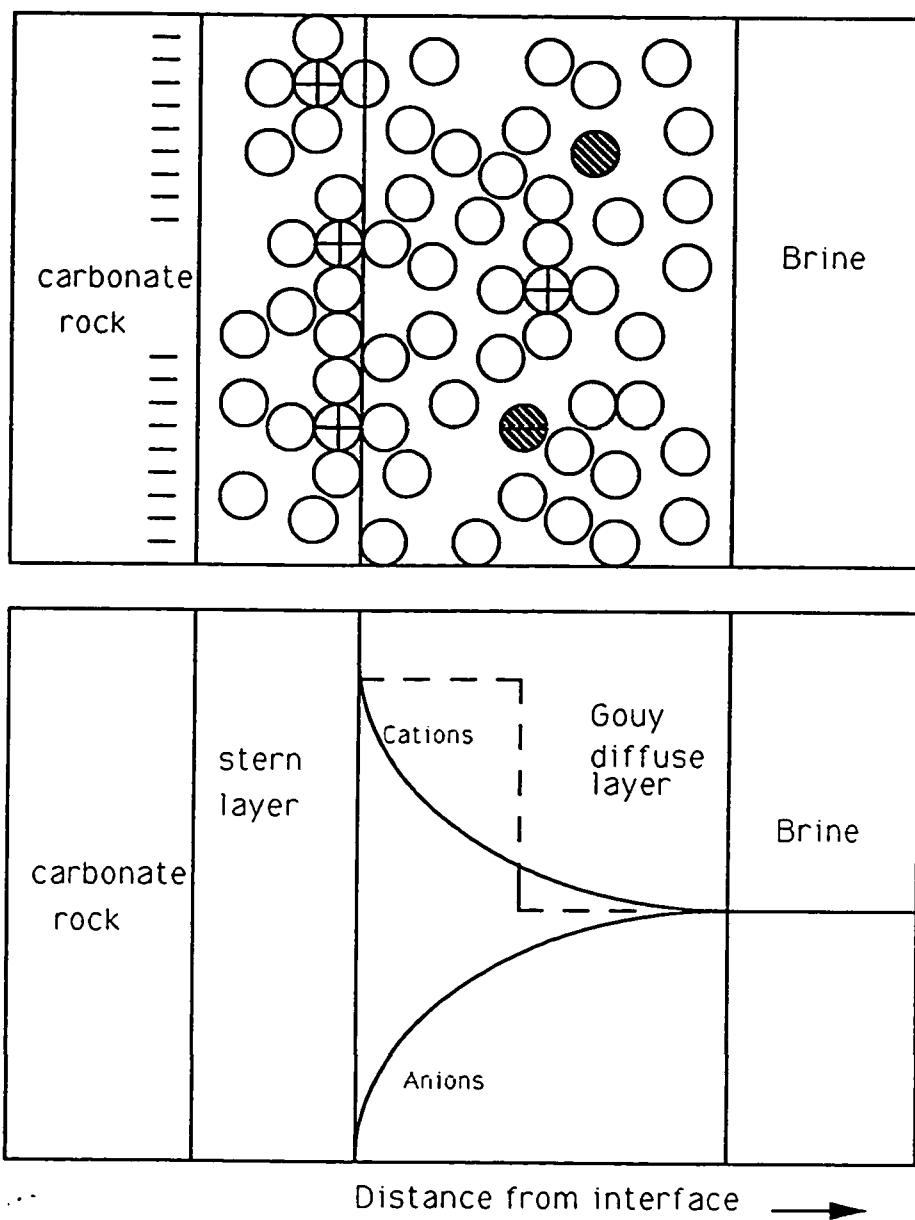 carbonate
rock
Brine
Cations
Gouy
diffuse
layer
stern
layer
Brine
carbonate
rock
Anions
Distance from interface